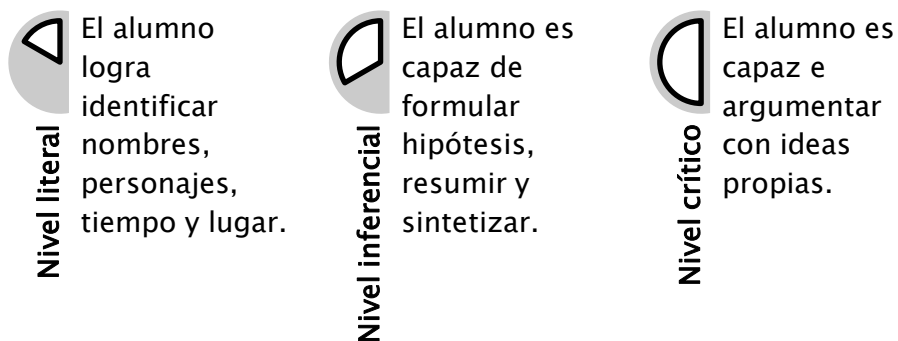 El alumno
logra
identificar
nombres,
personajes,
tiempo y lugar.
Nivel literal
El alumno es
capaz de
formular
hipótesis,
resumir y
sintetizar.
Nivel inferencial
El alumno es
capaz e
argumentar
con ideas
propias.
Nivel crítico